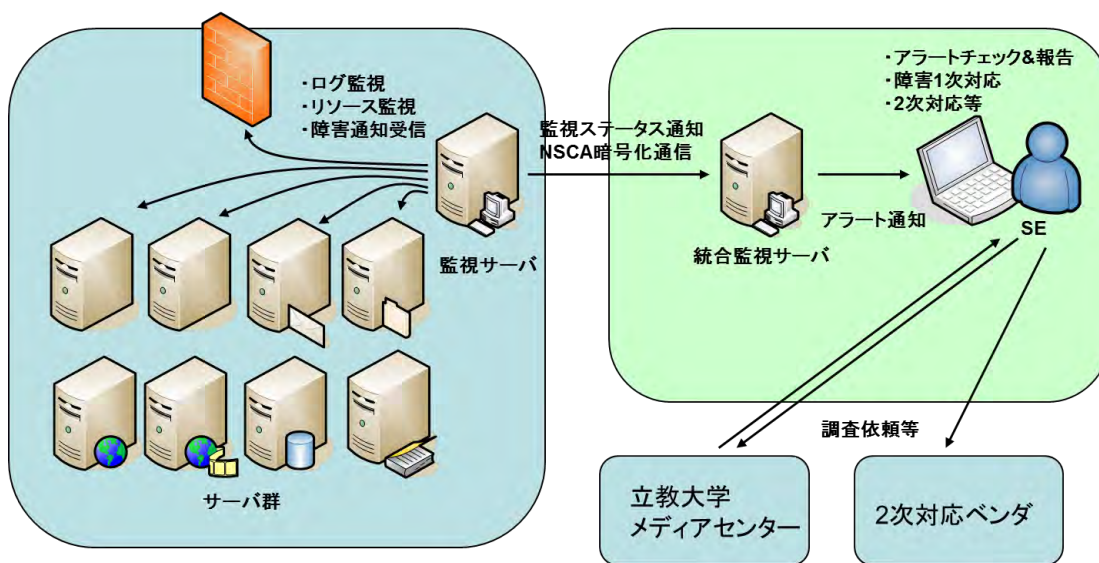 ・ログ監視
・リソース監視
・障害通知受信
監視サーバ
サーバ群
監視ステータス通知
NSCA暗号化通信
統合監視サーバ
アラート通知
・アラートチェック&報告
・障害1次対応
・2次対応等
SE
調査依頼等
立教大学
メディアセンター
2次対応ベンダ